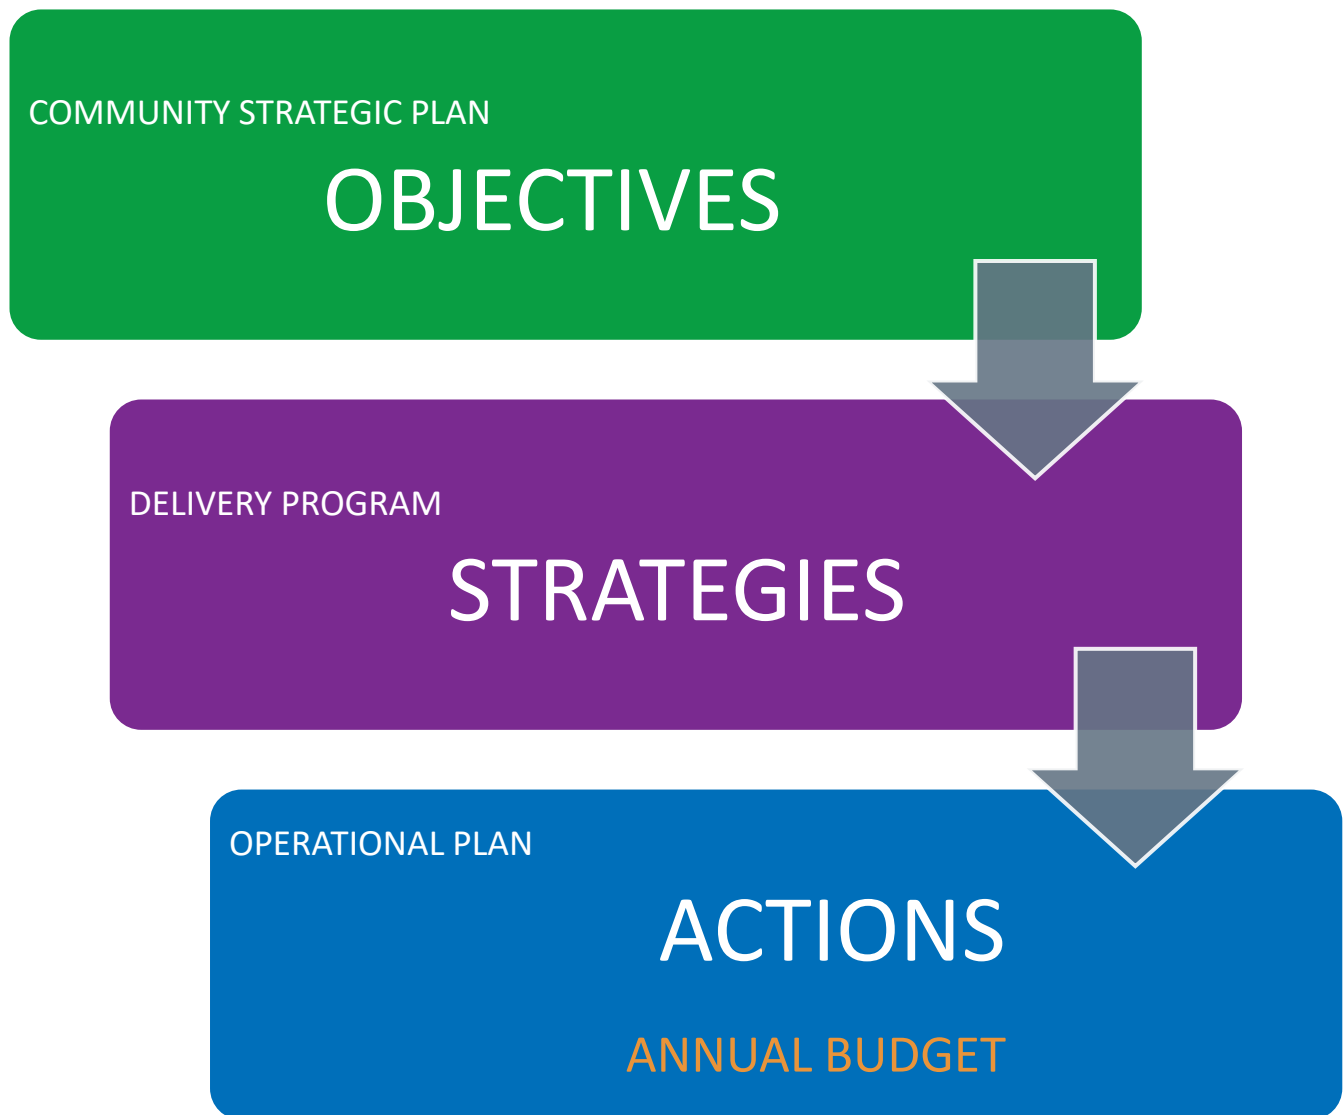 COMMUNITY STRATEGIC PLAN
OBJECTIVES
DELIVERY PROGRAM
STRATEGIES
OPERATIONAL PLAN
ACTIONS
ANNUAL BUDGET